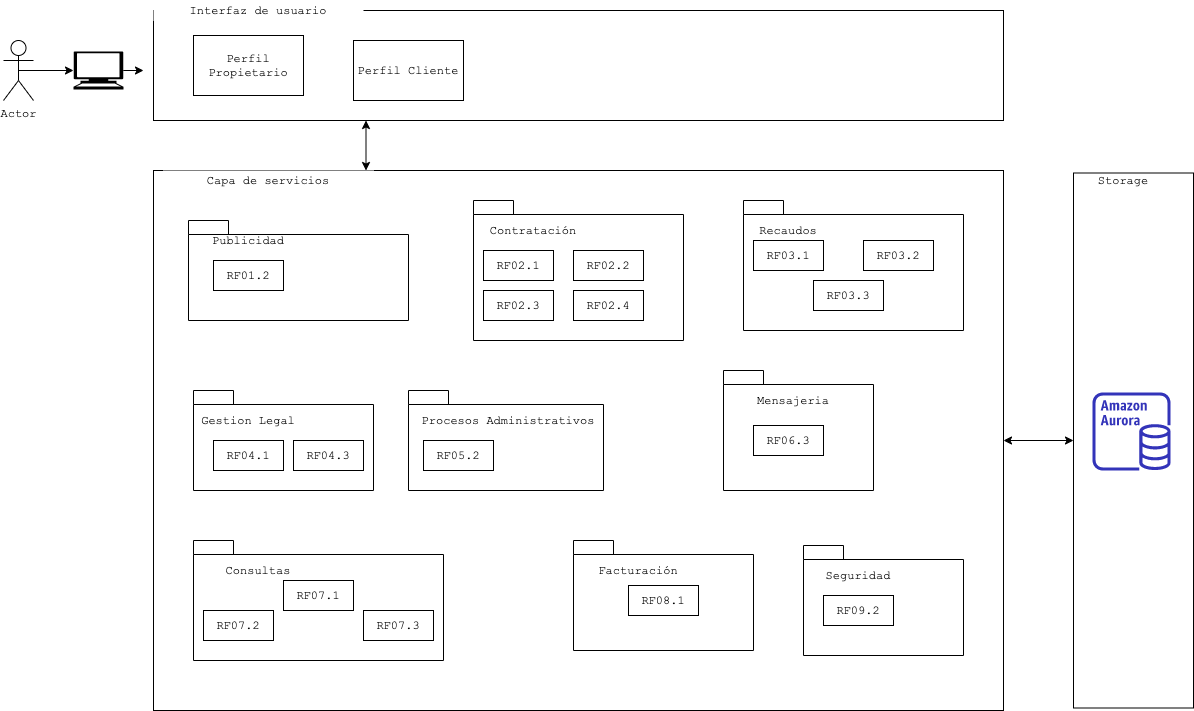 Interfaz de usuario
Perfil
Propietario
Perfil Cliente
Actor
Capa de servicios
Storage
Publicidad
RF01.2
Contratación
RF02.1
RF02.2
RF02.3
RF02.4
Recaudos
RF03.1
RF03.2
RF03.3
Gestion Legal
RF04.1
RF04.3
Procesos Administrativos
RF05.2
Mensajeria
RF06.3
Amazon
Aurora
Consultas
RF07.1
RF07.2
RF07.3
Facturación
RF08.1
Seguridad
RF09.2